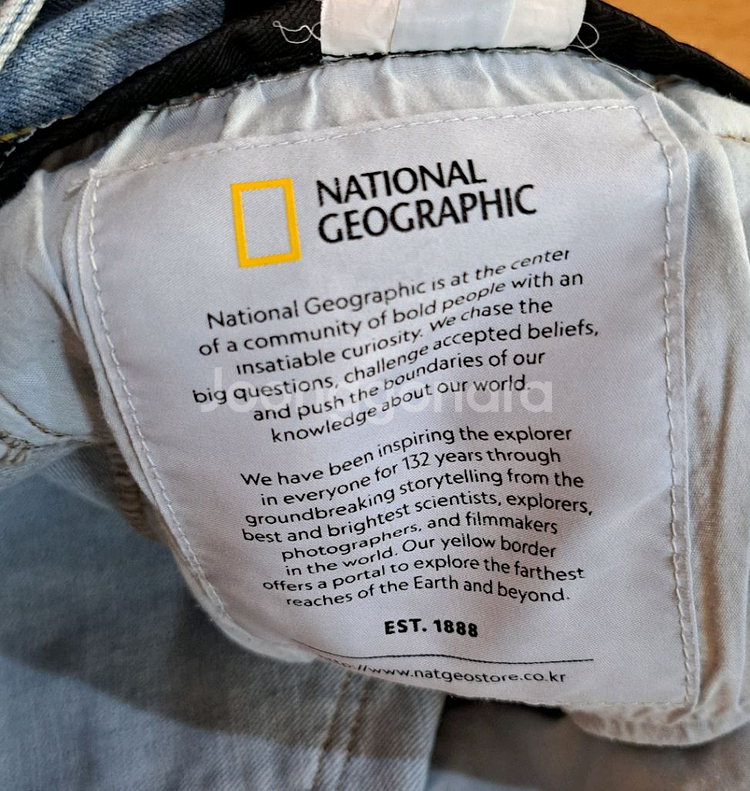 NATIONAL
GEOGRAPHIC
National Geographic is at the center
of a community of bold people with an
insatiable curiosity. We chase the
big questions, challenge accepted beliefs,
and push the boundaries of our
knowledge about our world.
Joonggonara
We have been inspiring the explorer
in everyone for 132 years through
groundbreaking storytelling from the
best and brightest scientists, explorers,
photographers, and filmmakers
in the world. Our yellow border
offers a portal to explore the farthest
reaches of the Earth and beyond.
EST. 1888
http://www.natgeostore.co.kr